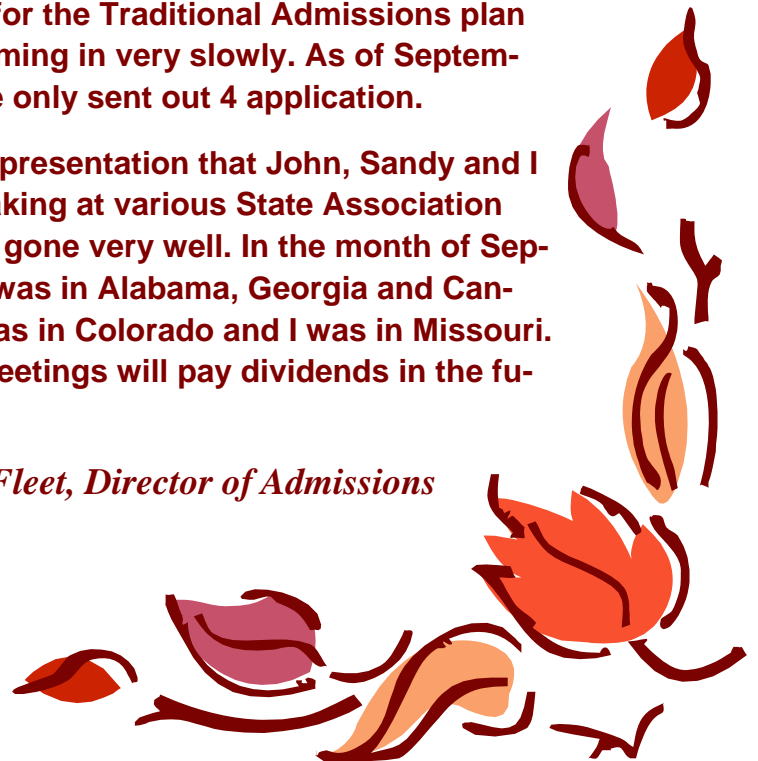 for the Traditional Admissions plan
ming in very slowly. As of Septem-
e only sent out 4 application.
presentation that John, Sandy and I
aking at various State Association
gone very well. In the month of Sep-
was in Alabama, Georgia and Can-
as in Colorado and I was in Missouri.
eetings will pay dividends in the fu-
Fleet, Director of Admissions